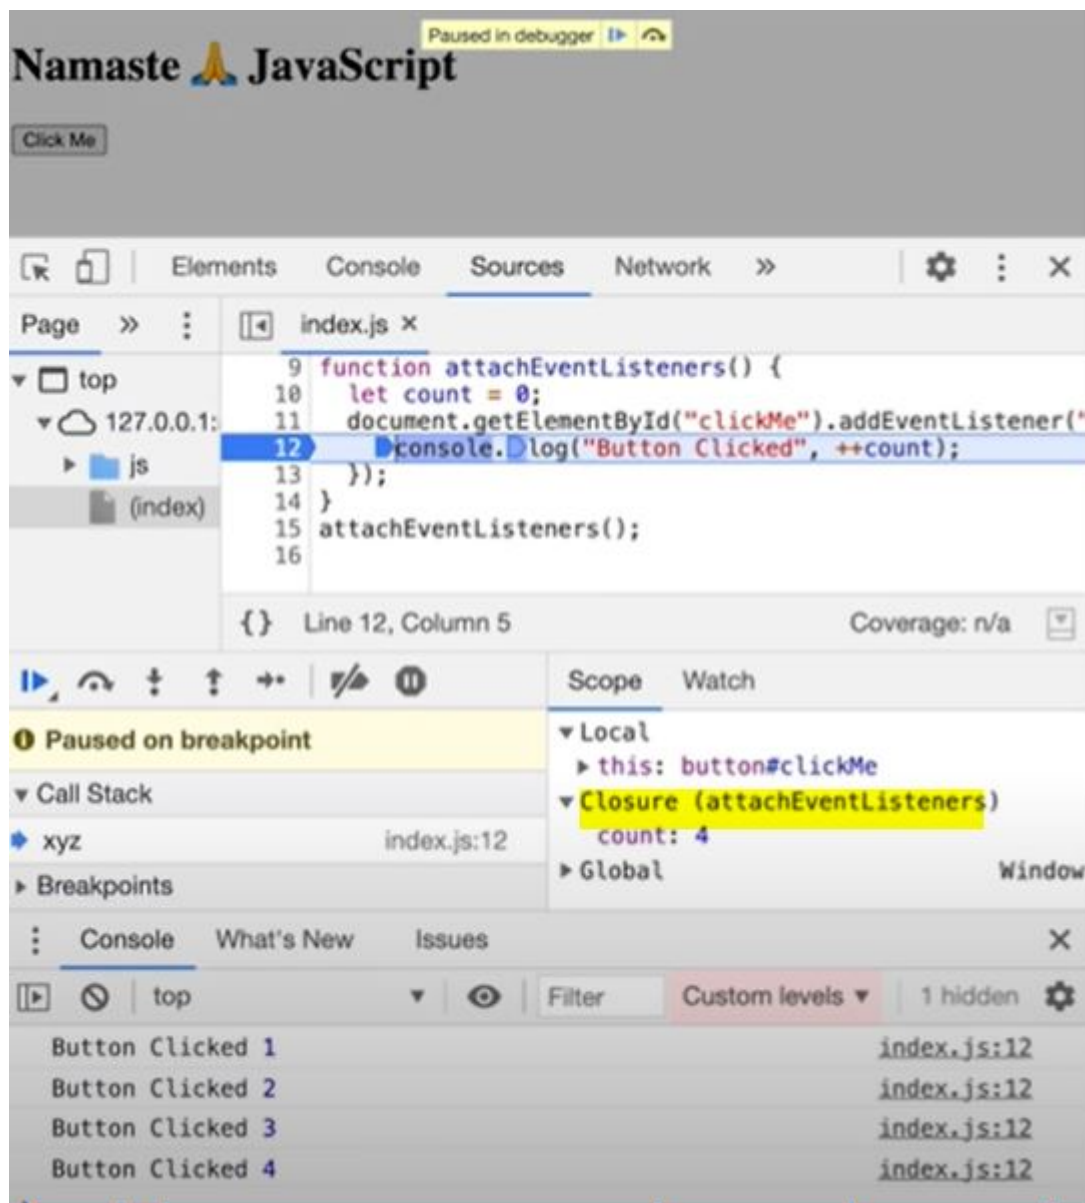 Paused in debugger
Namaste 🙏 JavaScript
Click Me
Elements Console Sources Network »
Page » index.js ×
top
127.0.0.1:
js
(index)
9 function attachEventListeners() {
10 let count = 0;
11 document.getElementById("clickMe").addEventListener("
12 console.log("Button Clicked", ++count);
13 });
14 }
15 attachEventListeners();
16
{} Line 12, Column 5 Coverage: n/a
Scope Watch
Paused on breakpoint
Call Stack
xyz index.js:12
Breakpoints
Local
this: button#clickMe
Closure (attachEventListeners)
count: 4
Global Window
Console What's New Issues
top Filter Custom levels ▼ 1 hidden
Button Clicked 1 index.js:12
Button Clicked 2 index.js:12
Button Clicked 3 index.js:12
Button Clicked 4 index.js:12